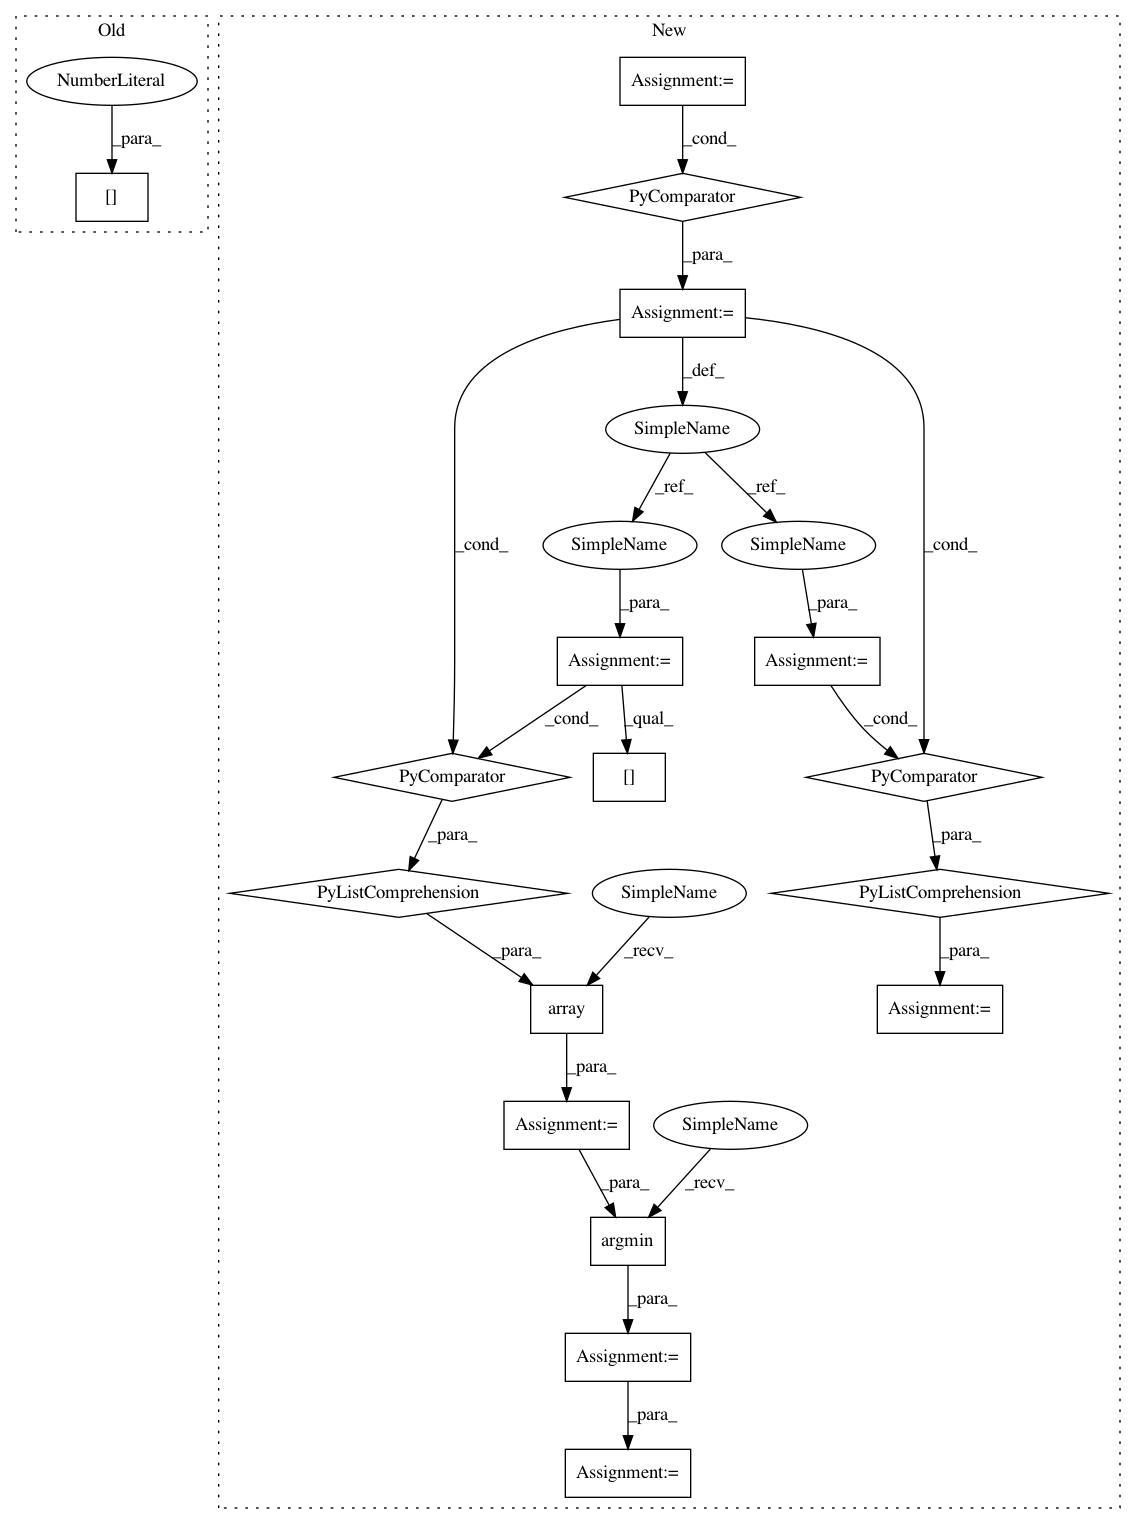 Old
New
NumberLiteral
Assignment:=
_para_
_cond_
[]
PyComparator
_para_
Assignment:=
_def_
SimpleName
_ref_
_ref_
_cond_
SimpleName
SimpleName
_cond_
_para_
_para_
Assignment:=
Assignment:=
_cond_
_qual_
_cond_
PyComparator
[]
PyComparator
_para_
_para_
PyListComprehension
SimpleName
PyListComprehension
_para_
_recv_
_para_
array
Assignment:=
_para_
Assignment:=
SimpleName
_para_
_recv_
argmin
_para_
Assignment:=
_para_
Assignment:=